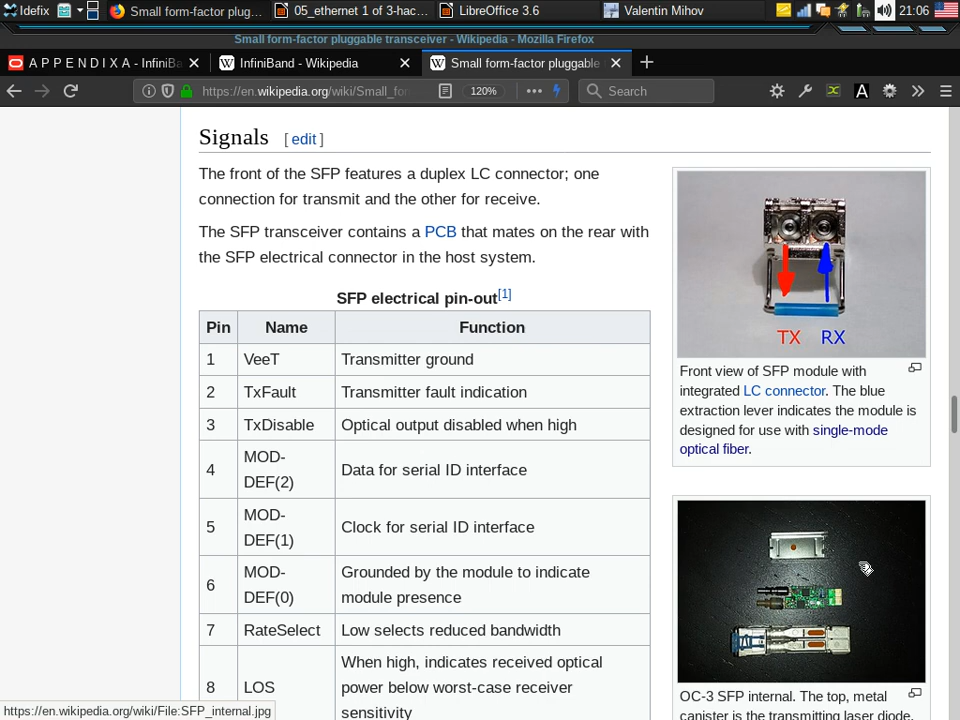 Idefix
Small form-factor plug...
05_ethernet 1 of 3-hac...
LibreOffice 3.6
Valentin Mihov
21:06
Small form-factor pluggable transceiver - Wikipedia - Mozilla Firefox
A P P E N D I X A - InfiniBa
InfiniBand - Wikipedia
Small form-factor pluggable
https://en.wikipedia.org/wiki/Small_for
120%
Search
Signals [ edit ]
The front of the SFP features a duplex LC connector; one
connection for transmit and the other for receive.
The SFP transceiver contains a PCB that mates on the rear with
the SFP electrical connector in the host system.
SFP electrical pin-out[1]
Pin Name Function
1 VeeT Transmitter ground
2 TxFault Transmitter fault indication
3 TxDisable Optical output disabled when high
4 MOD-
DEF(2) Data for serial ID interface
5 MOD-
DEF(1) Clock for serial ID interface
6 MOD-
DEF(0) Grounded by the module to indicate
module presence
7 RateSelect Low selects reduced bandwidth
8 LOS When high, indicates received optical
power below worst-case receiver
sensitivity
TX RX
Front view of SFP module with
integrated LC connector. The blue
extraction lever indicates the module is
designed for use with single-mode
optical fiber.
OC-3 SFP internal. The top, metal
canister is the transmitting laser diode,
https://en.wikipedia.org/wiki/File:SFP_internal.jpg